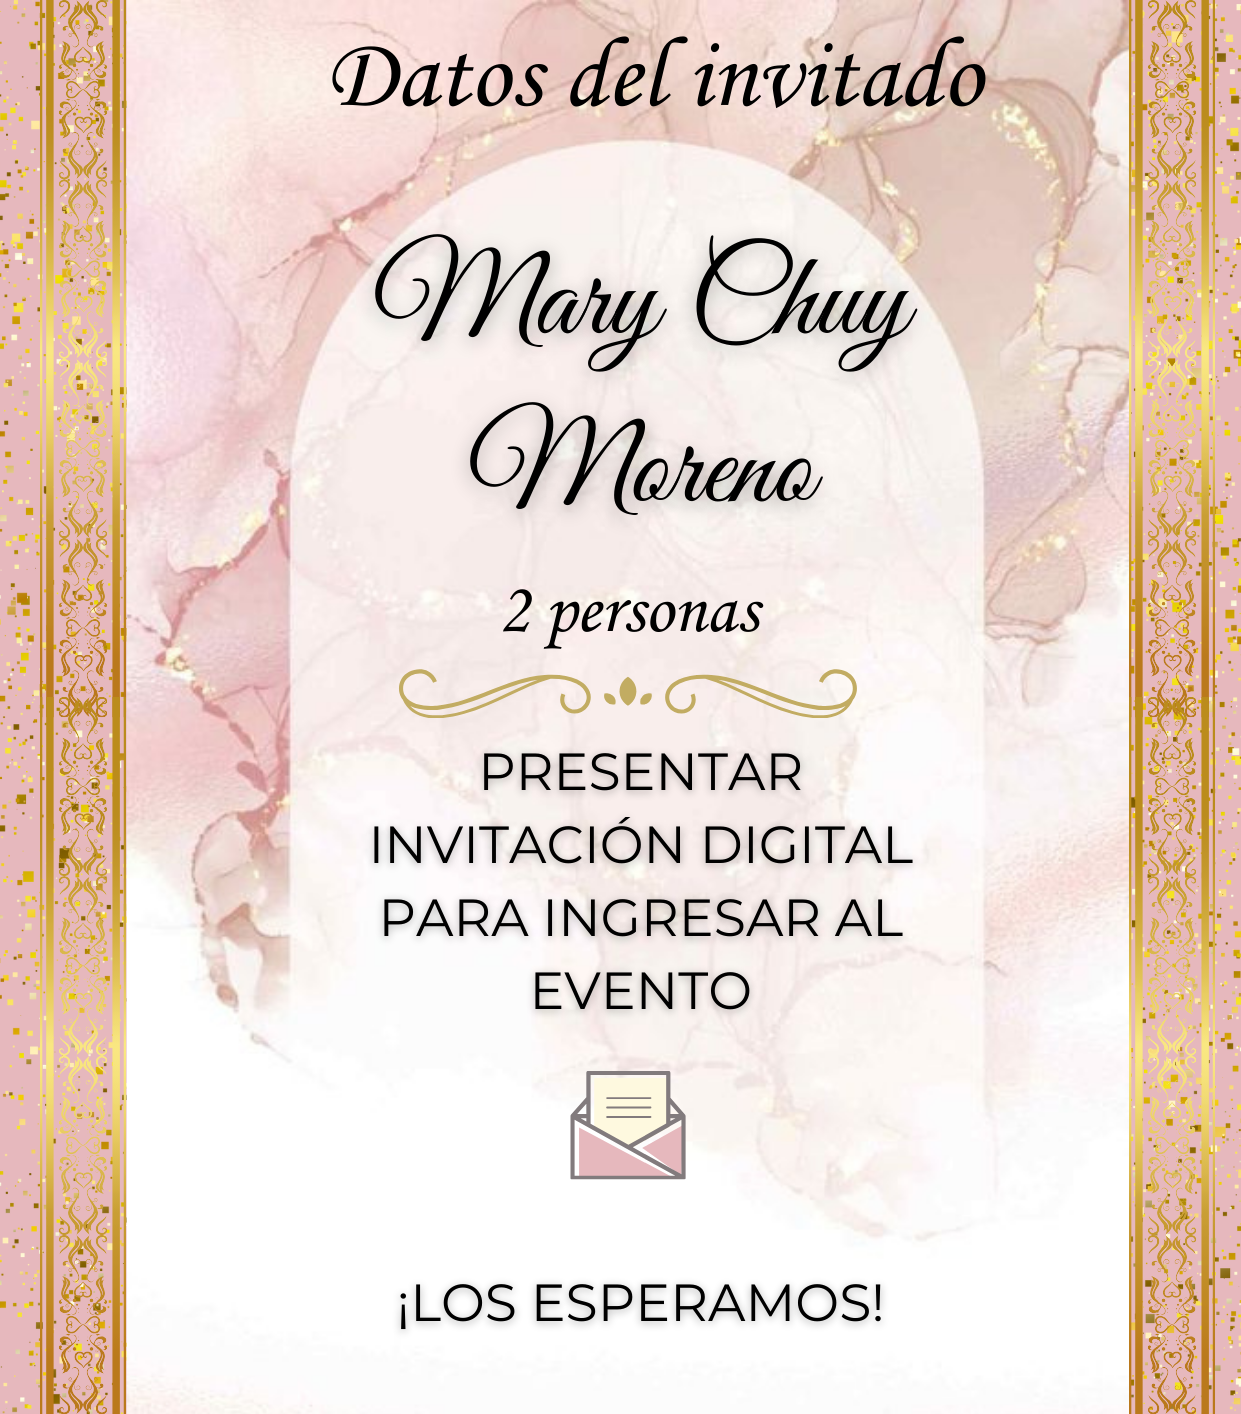 Datos del invitado
Mary Chuy
Moreno
2 personas
PRESENTAR
INVITACIÓN DIGITAL
PARA INGRESAR AL
EVENTO
¡LOS ESPERAMOS!